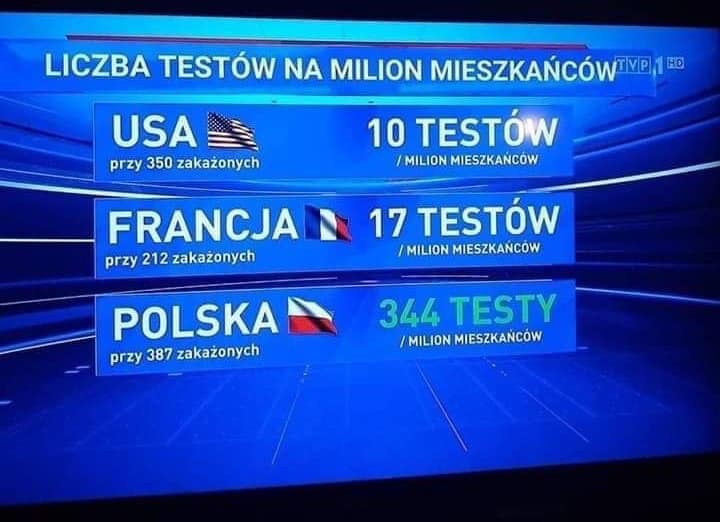 LICZBA TESTÓW NA MILION MIESZKAŃCÓW TVP1 HD
USA 10 TESTÓW
przy 350 zakażonych / MILION MIESZKAŃCÓW
FRANCJA 17 TESTÓW
przy 212 zakażonych / MILION MIESZKAŃCÓW
POLSKA 344 TESTY
przy 387 zakażonych / MILION MIESZKAŃCÓW